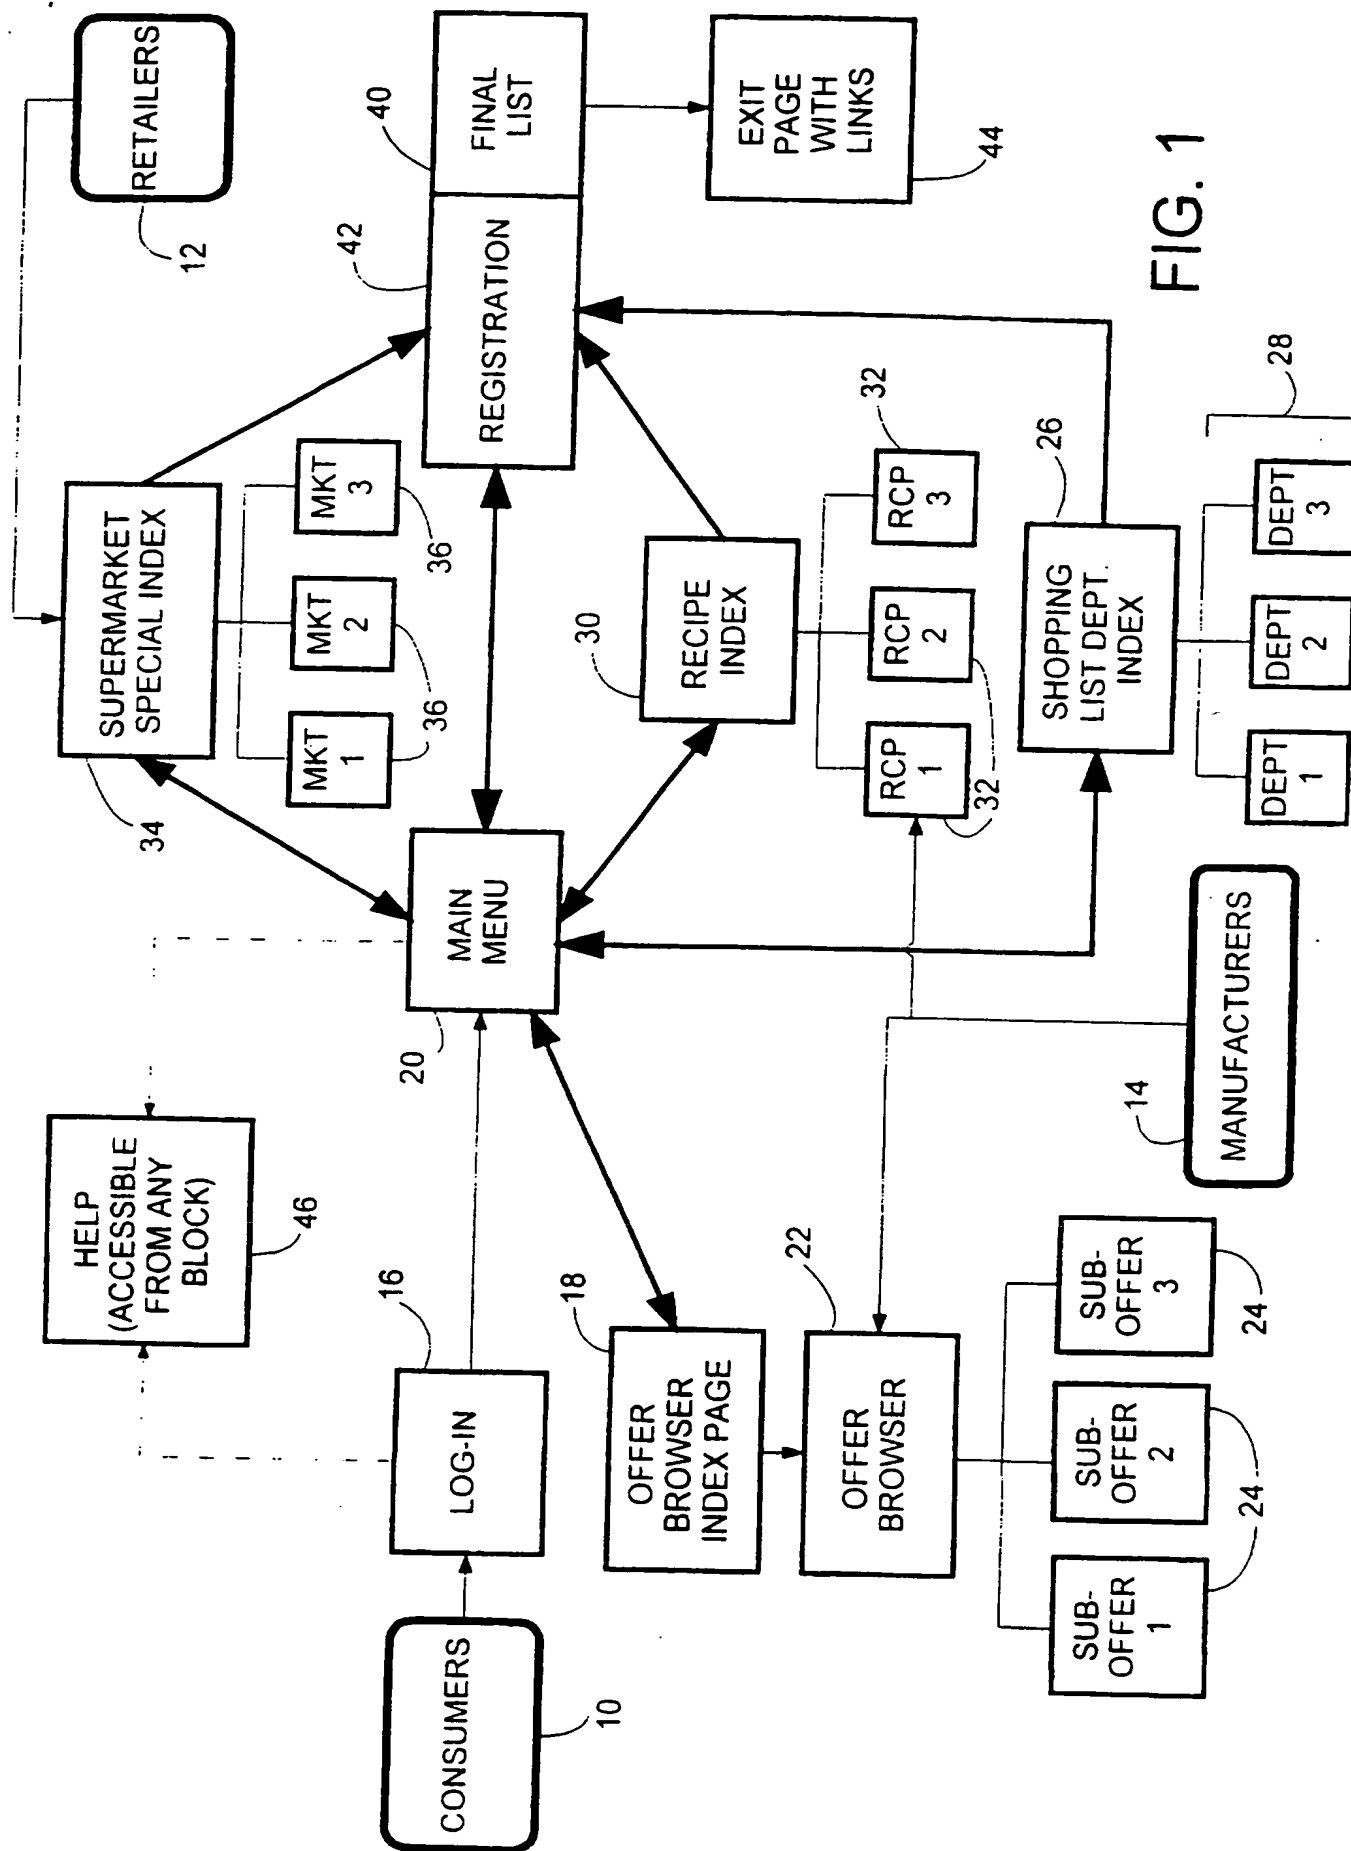 RETAILERS
12
SUPERMARKET
SPECIAL INDEX
34
MKT
1
MKT
2
MKT
3
36
36
HELP
(ACCESSIBLE
FROM ANY
BLOCK)
46
CONSUMERS
10
LOG-IN
16
MAIN
MENU
20
REGISTRATION
42
FINAL
LIST
40
EXIT
PAGE
WITH
LINKS
44
OFFER
BROWSER
INDEX PAGE
18
OFFER
BROWSER
22
SUB-
OFFER
1
SUB-
OFFER
2
SUB-
OFFER
3
24
24
RECIPE
INDEX
30
RCP
1
RCP
2
RCP
3
32
32
MANUFACTURERS
14
SHOPPING
LIST DEPT.
INDEX
26
DEPT
1
DEPT
2
DEPT
3
28
FIG. 1